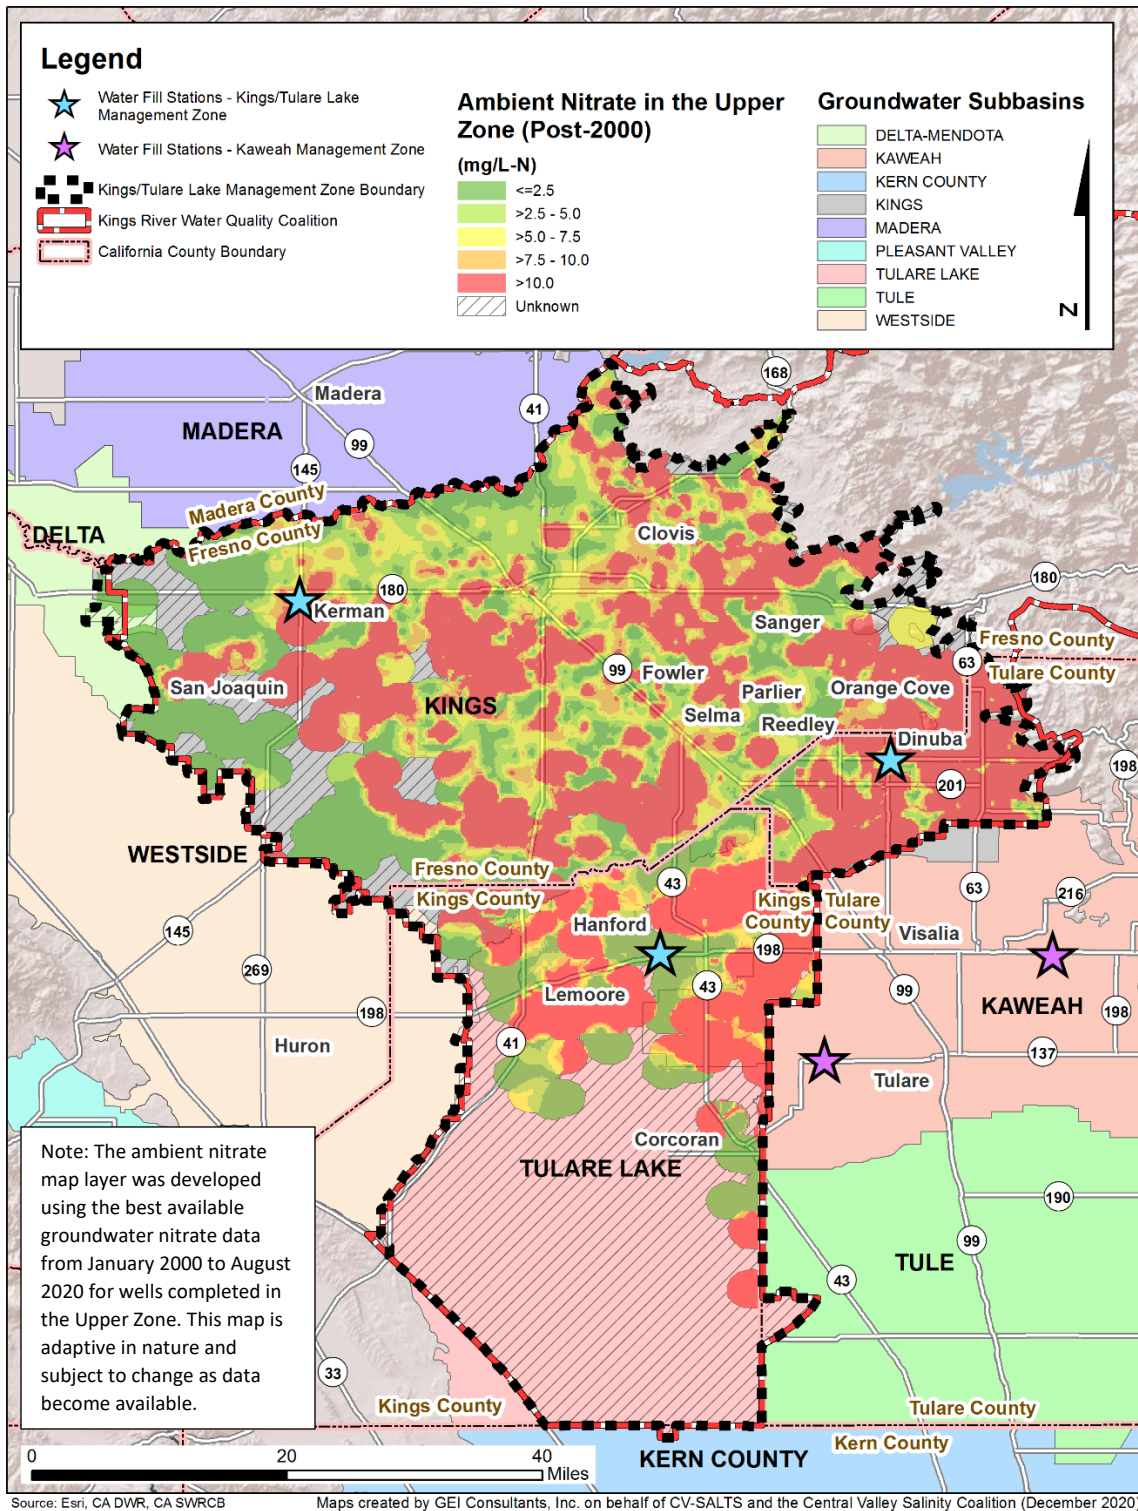 Legend
Water Fill Stations - Kings/Tulare Lake
Management Zone
Water Fill Stations - Kaweah Management Zone
Kings/Tulare Lake Management Zone Boundary
Kings River Water Quality Coalition
California County Boundary
Ambient Nitrate in the Upper
Zone (Post-2000)
(mg/L-N)
<=2.5
>2.5 - 5.0
>5.0 - 7.5
>7.5 - 10.0
>10.0
Unknown
Groundwater Subbasins
DELTA-MENDOTA
KAWEAH
KERN COUNTY
KINGS
MADERA
PLEASANT VALLEY
TULARE LAKE
TULE
WESTSIDE
N
168
Madera
41
MADERA
99
145
Madera County
Fresno County
DELTA
Clovis
180
180
Kerman
Sanger
Fresno County
63
Tulare County
99
Fowler
San Joaquin
Parlier
Orange Cove
KINGS
Selma
Reedley
Dinuba
198
201
WESTSIDE
Fresno County
43
63
216
Kings County
Kings
County
Tulare
County
Hanford
145
Visalia
198
269
99
43
Lemoore
KAWEAH
198
198
41
Huron
137
Tulare
Corcoran
TULARE LAKE
190
99
TULE
43
33
Kings County
Tulare County
Kern County
KERN COUNTY
Note: The ambient nitrate
map layer was developed
using the best available
groundwater nitrate data
from January 2000 to August
2020 for wells completed in
the Upper Zone. This map is
adaptive in nature and
subject to change as data
become available.
0 20 40
Miles
Source: Esri, CA DWR, CA SWRCB
Maps created by GEI Consultants, Inc. on behalf of CV-SALTS and the Central Valley Salinity Coalition (December 2020)